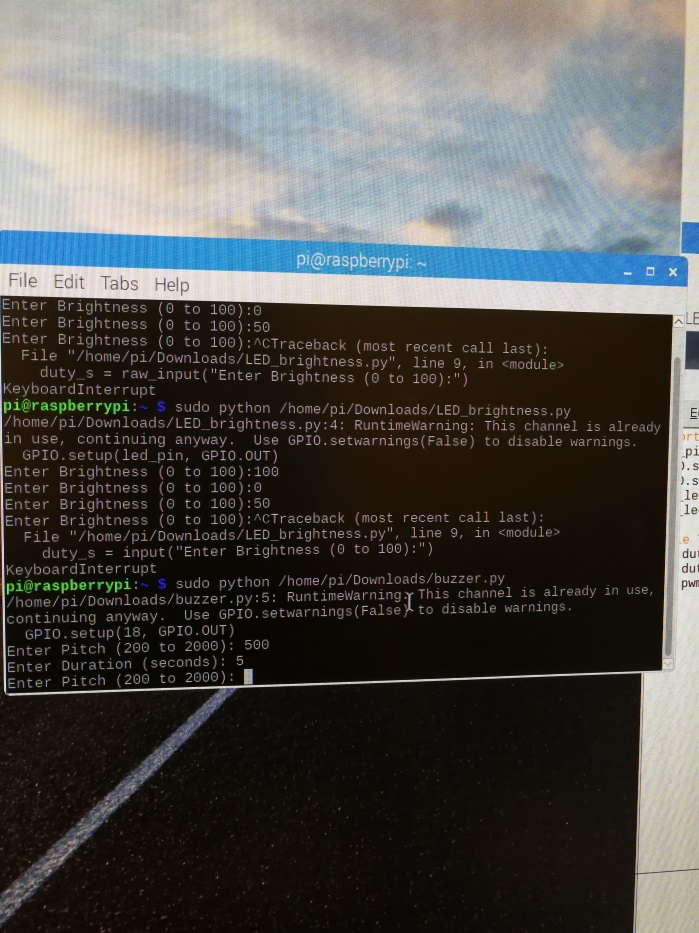 pi@raspberrypi: ~
File Edit Tabs Help
Enter Brightness (0 to 100):0
Enter Brightness (0 to 100):50
Enter Brightness (0 to 100):^CTraceback (most recent call last):
File "/home/pi/Downloads/LED_brightness.py", line 9, in <module>
duty_s = raw_input("Enter Brightness (0 to 100):")
KeyboardInterrupt
pi@raspberrypi:~ $ sudo python /home/pi/Downloads/LED_brightness.py
/home/pi/Downloads/LED_brightness.py:4: RuntimeWarning: This channel is already
in use, continuing anyway. Use GPIO.setwarnings(False) to disable warnings.
GPIO.setup(led_pin, GPIO.OUT)
Enter Brightness (0 to 100):100
Enter Brightness (0 to 100):0
Enter Brightness (0 to 100):50
Enter Brightness (0 to 100):^CTraceback (most recent call last):
File "/home/pi/Downloads/LED_brightness.py", line 9, in <module>
duty_s = input("Enter Brightness (0 to 100):")
KeyboardInterrupt
pi@raspberrypi:~ $ sudo python /home/pi/Downloads/buzzer.py
/home/pi/Downloads/buzzer.py:5: RuntimeWarning: This channel is already in use,
continuing anyway. Use GPIO.setwarnings(False) to disable warnings.
GPIO.setup(18, GPIO.OUT)
Enter Pitch (200 to 2000): 500
Enter Duration (seconds): 5
Enter Pitch (200 to 2000):
LE
_pi
_le
_le
dut
dut
pwm